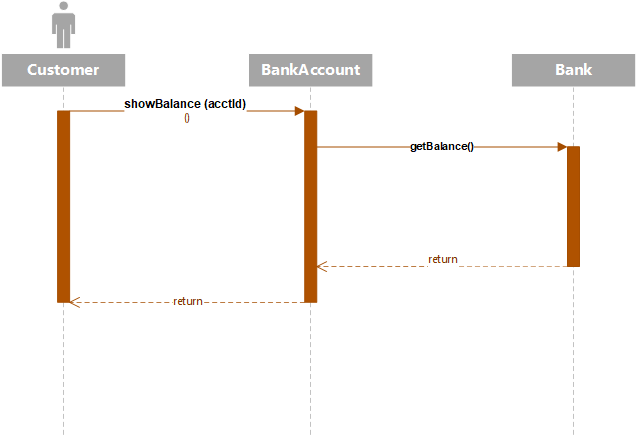 Customer
BankAccount
Bank
showBalance (acctId)
()
getBalance()
return
return